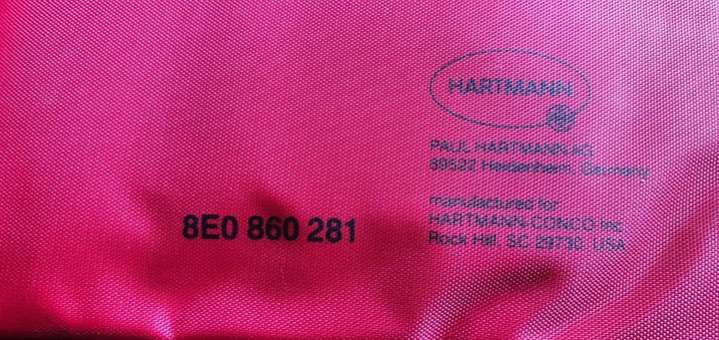 HARTMANN
PAUL HARTMANN AG
89522 Heidenheim, Germany
manufactured for
HARTMANN-CONCO Inc.
Rock Hill, SC 29730, USA
8E0 860 281